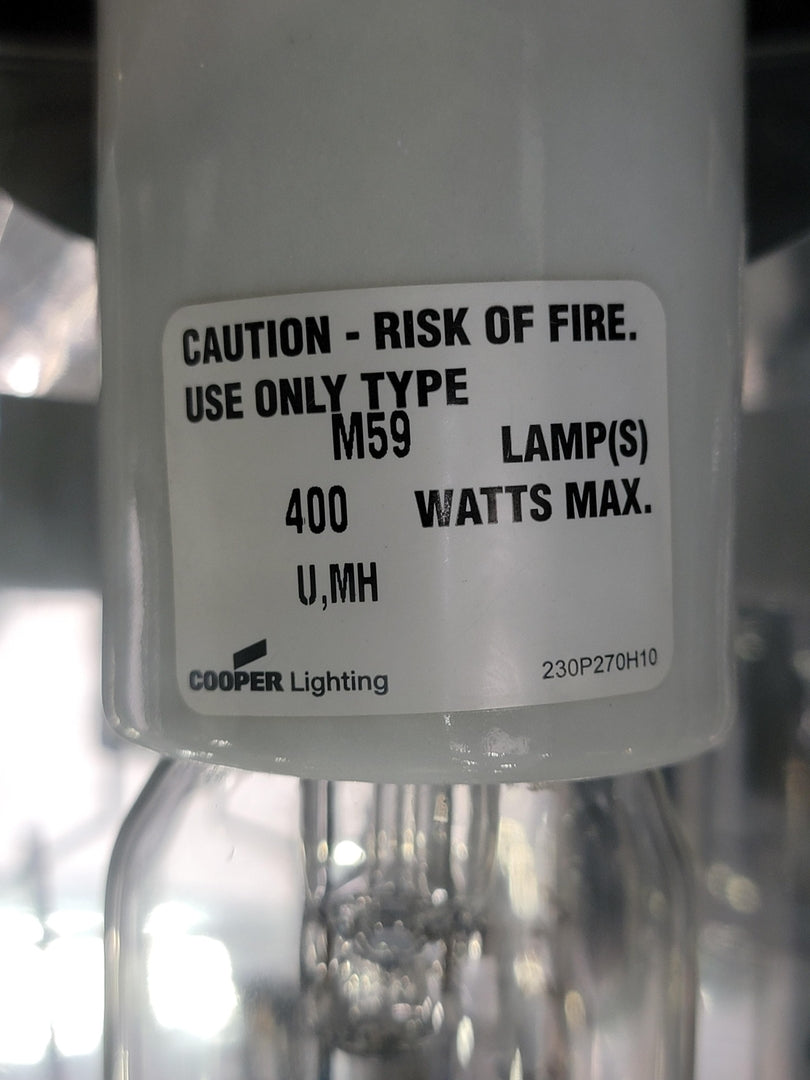 CAUTION - RISK OF FIRE.
USE ONLY TYPE
M59 LAMP(S)
400 WATTS MAX.
U,MH
COOPER Lighting 230P270H10